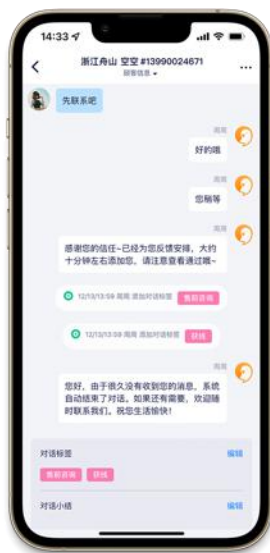 14:33
浙江舟山 空空 #13990024671
顾客信息
先联系吧
周周
好的哦
周周
您稍等
周周
感谢您的信任~已经为您反馈安排，大约
十分钟左右添加您，请注意查看通过哦~
12/13/13:59 周周 添加对话标签 售前咨询
12/13/13:59 周周 添加对话标签 获线
周周
您好，由于很久没有收到您的消息，系统
自动结束了对话。如果还有需要，欢迎随
时联系我们。祝您生活愉快！
对话标签 编辑
售前咨询 获线
对话小结 编辑